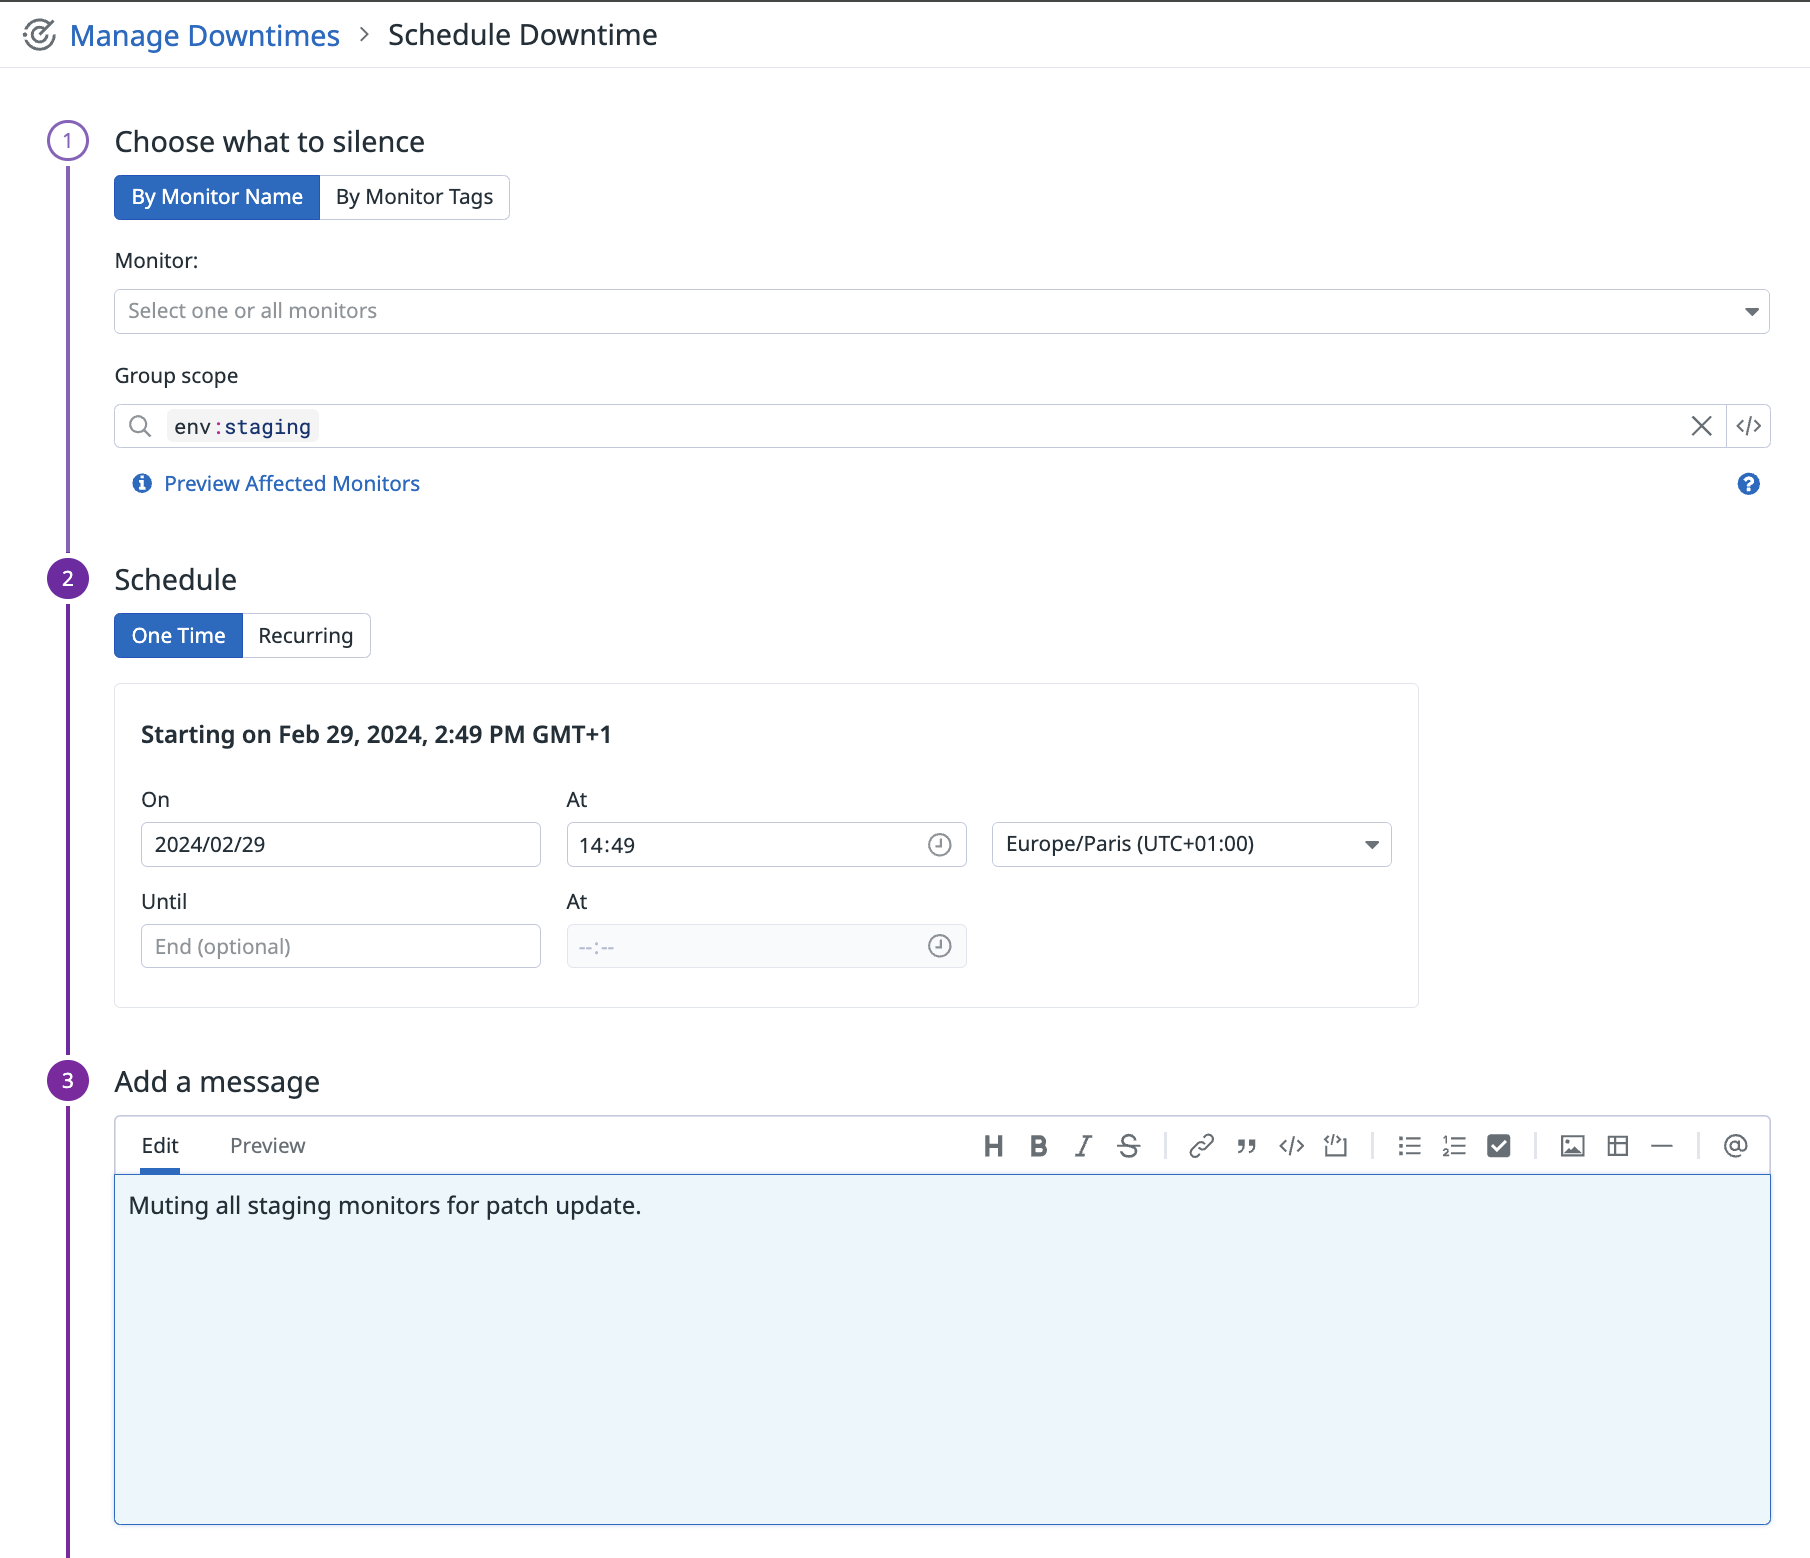 Manage Downtimes > Schedule Downtime
1 Choose what to silence
By Monitor Name By Monitor Tags
Monitor:
Select one or all monitors
Group scope
env:staging
Preview Affected Monitors
2 Schedule
One Time Recurring
Starting on Feb 29, 2024, 2:49 PM GMT+1
On At
2024/02/29 14:49 Europe/Paris (UTC+01:00)
Until At
End (optional) --:--
3 Add a message
Edit Preview
Muting all staging monitors for patch update.